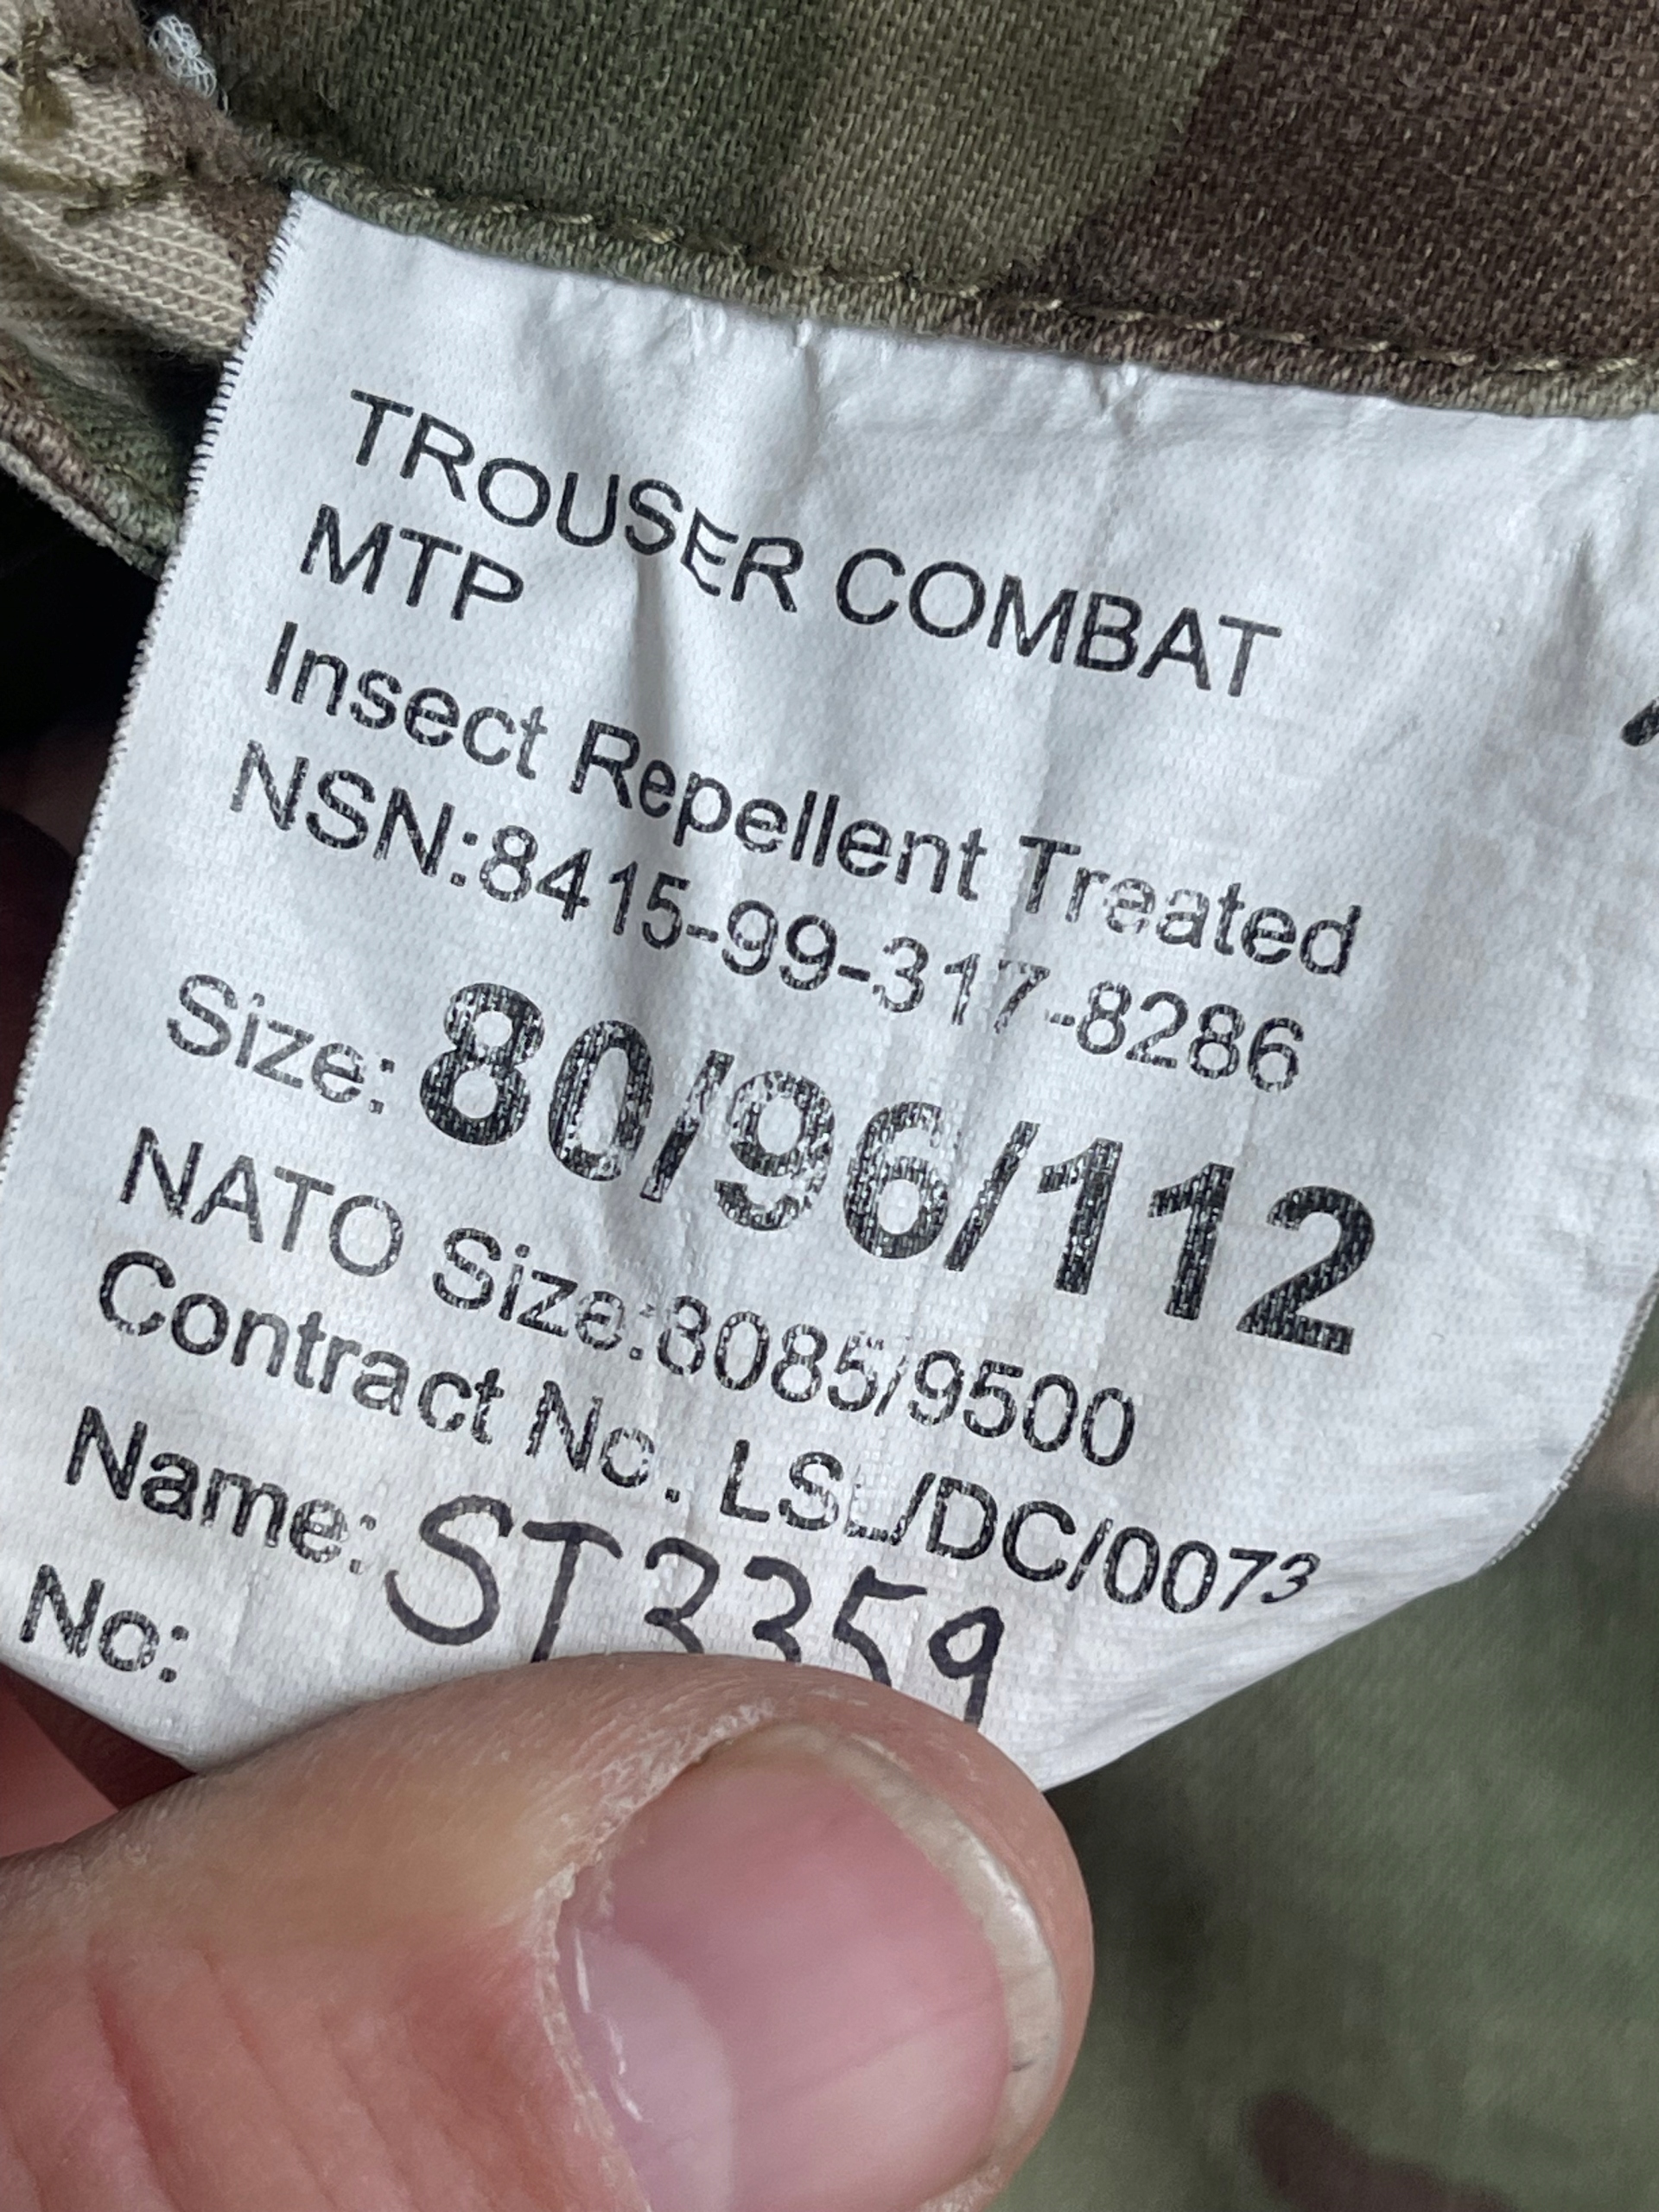 TROUSER COMBAT
MTP
Insect Repellent Treated
NSN:8415-99-317-8286
Size: 80/96/112
NATO Size:8085/9500
Contract No. LSL/DC/0073
Name: ST3359
No: